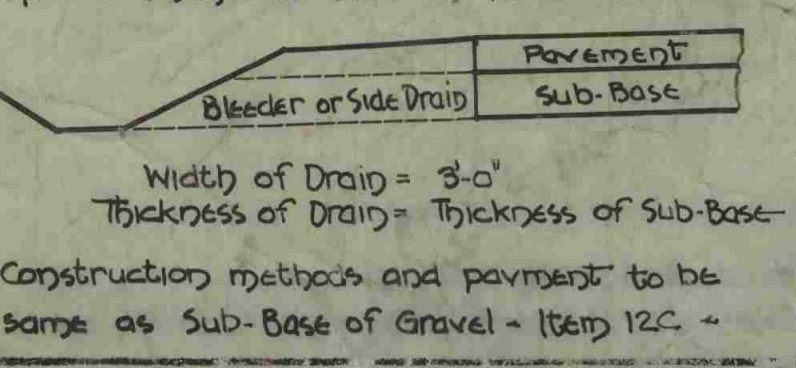 Pavement
Bleeder or Side Drain
Sub-Base
Width of Drain = 3'-0"
Thickness of Drain = Thickness of Sub-Base
Construction methods and payment to be
same as Sub-Base of Gravel - Item 12C -